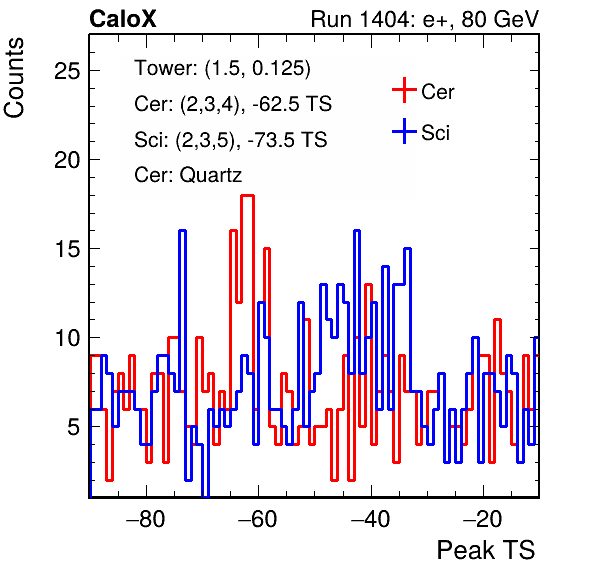 CaloX Run 1404: e+, 80 GeV
Counts
Tower: (1.5, 0.125)
Cer: (2,3,4), -62.5 TS
Sci: (2,3,5), -73.5 TS
Cer: Quartz
Cer
Sci
25
20
15
10
5
−80 −60 −40 −20
Peak TS